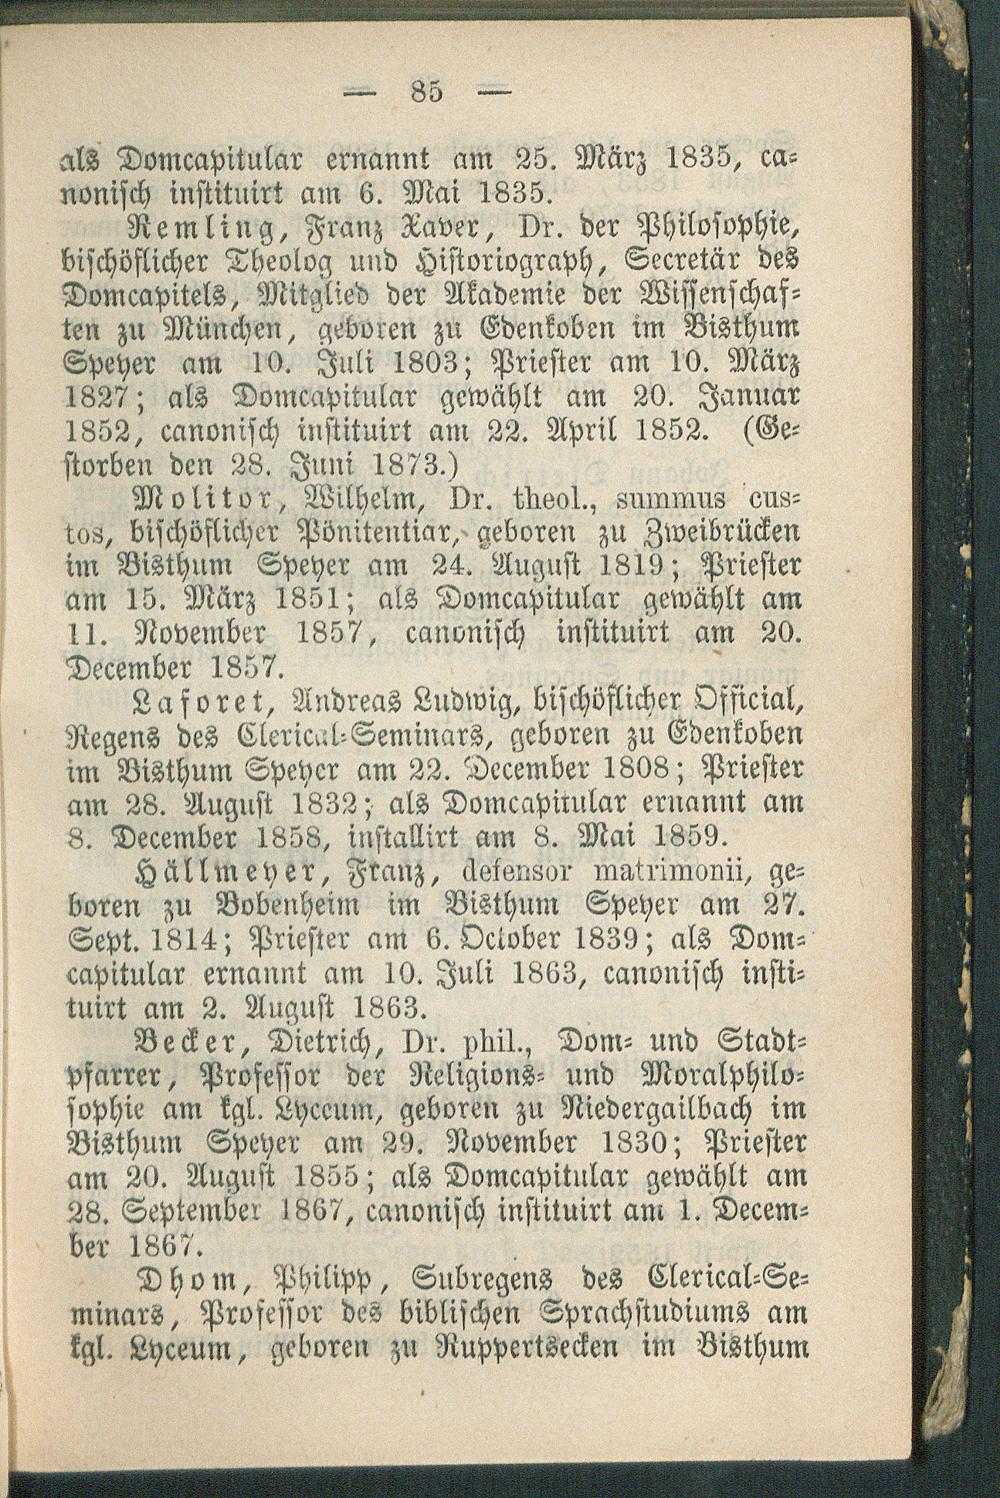 — 85 —
als Domcapitular ernannt am 25. März 1835, ca-
nonisch instituirt am 6. Mai 1835.
Remling, Franz Xaver, Dr. der Philosophie,
bischöflicher Theolog und Historiograph, Secretär des
Domcapitels, Mitglied der Akademie der Wissenschaf-
ten zu München, geboren zu Edenkoben im Bisthum
Speyer am 10. Juli 1803; Priester am 10. März
1827; als Domcapitular gewählt am 20. Januar
1852, canonisch instituirt am 22. April 1852. (Ge-
storben den 28. Juni 1873.)
Molitor, Wilhelm, Dr. theol., summus cus-
tos, bischöflicher Pönitentiar, geboren zu Zweibrücken
im Bisthum Speyer am 24. August 1819; Priester
am 15. März 1851; als Domcapitular gewählt am
11. November 1857, canonisch instituirt am 20.
December 1857.
Laforet, Andreas Ludwig, bischöflicher Official,
Regens des Clerical-Seminars, geboren zu Edenkoben
im Bisthum Speyer am 22. December 1808; Priester
am 28. August 1832; als Domcapitular ernannt am
8. December 1858, installirt am 8. Mai 1859.
Hällmeyer, Franz, defensor matrimonii, ge-
boren zu Bobenheim im Bisthum Speyer am 27.
Sept. 1814; Priester am 6. October 1839; als Dom-
capitular ernannt am 10. Juli 1863, canonisch insti-
tuirt am 2. August 1863.
Becker, Dietrich, Dr. phil., Dom- und Stadt-
pfarrer, Professor der Religions- und Moralphilo-
sophie am kgl. Lyceum, geboren zu Niedergailbach im
Bisthum Speyer am 29. November 1830; Priester
am 20. August 1855; als Domcapitular gewählt am
28. September 1867, canonisch instituirt am 1. Decem-
ber 1867.
Dhom, Philipp, Subregens des Clerical-Se-
minars, Professor des biblischen Sprachstudiums am
kgl. Lyceum, geboren zu Ruppertsecken im Bisthum